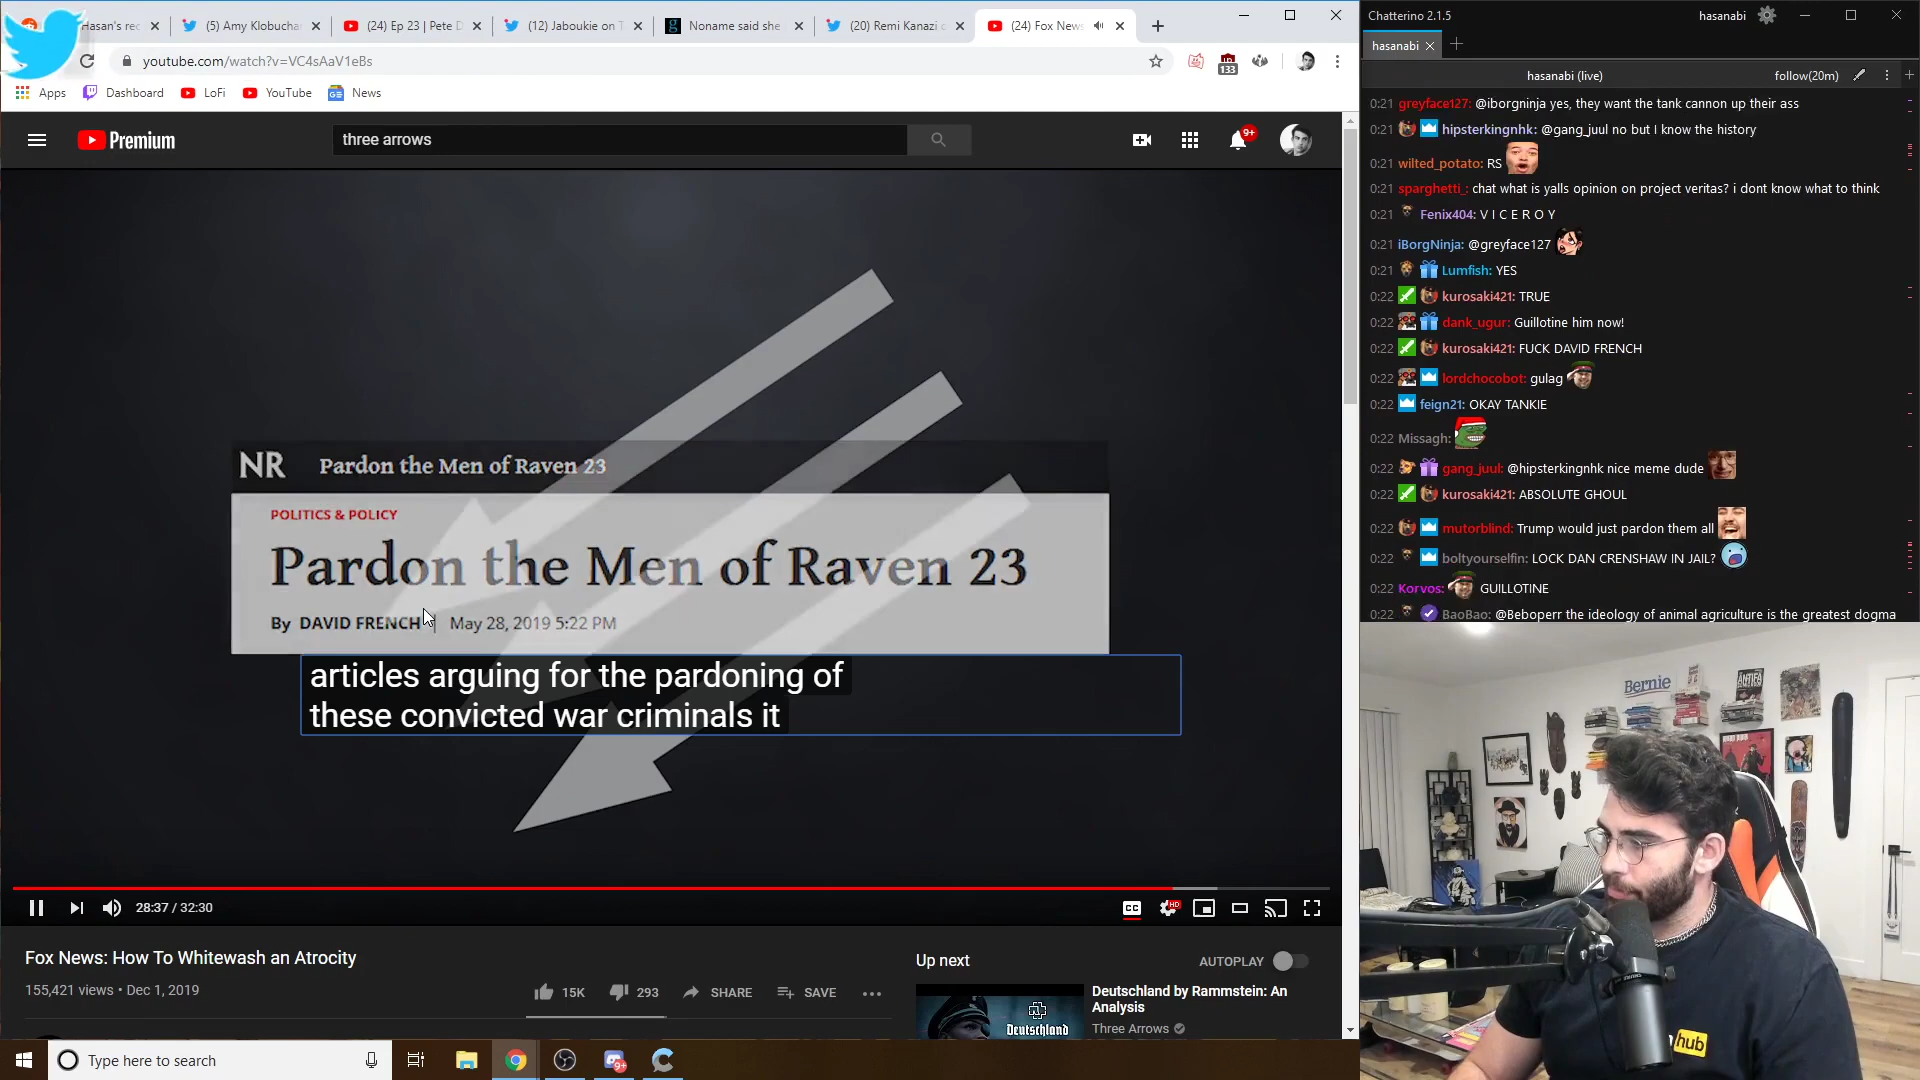 Hasan's rec
(5) Amy Klobucha
(24) Ep 23 | Pete D
(12) Jaboukie on T
Noname said she
(20) Remi Kanazi
(24) Fox News
youtube.com/watch?v=VC4sAaV1eBs
133
Apps
Dashboard
LoFi
YouTube
News
Premium
three arrows
9+
NR
Pardon the Men of Raven 23
POLITICS & POLICY
Pardon the Men of Raven 23
By DAVID FRENCH
May 28, 2019 5:22 PM
articles arguing for the pardoning of
these convicted war criminals it
28:37 / 32:30
CC
HD
Fox News: How To Whitewash an Atrocity
155,421 views • Dec 1, 2019
15K
293
SHARE
SAVE
Up next
AUTOPLAY
Deutschland
Deutschland by Rammstein: An
Analysis
Three Arrows
Type here to search
9+
Chatterino 2.1.5
hasanabi
hasanabi
hasanabi (live)
follow(20m)
0:21 greyface127: @iborgninja yes, they want the tank cannon up their ass
0:21 hipsterkingnhk: @gang_juul no but I know the history
0:21 wilted_potato: RS
0:21 sparghetti_: chat what is yalls opinion on project veritas? i dont know what to think
0:21 Fenix404: V I C E R O Y
0:21 iBorgNinja: @greyface127
0:21 Lumfish: YES
0:22 kurosaki421: TRUE
0:22 dank_ugur: Guillotine him now!
0:22 kurosaki421: FUCK DAVID FRENCH
0:22 lordchocobot: gulag
0:22 feign21: OKAY TANKIE
0:22 Missagh:
0:22 gang_juul: @hipsterkingnhk nice meme dude
0:22 kurosaki421: ABSOLUTE GHOUL
0:22 mutorblind: Trump would just pardon them all
0:22 boltyourselfin: LOCK DAN CRENSHAW IN JAIL?
0:22 Korvos: GUILLOTINE
0:22 BaoBao: @Beboperr the ideology of animal agriculture is the greatest dogma
Bernie
ANTIFA
hub